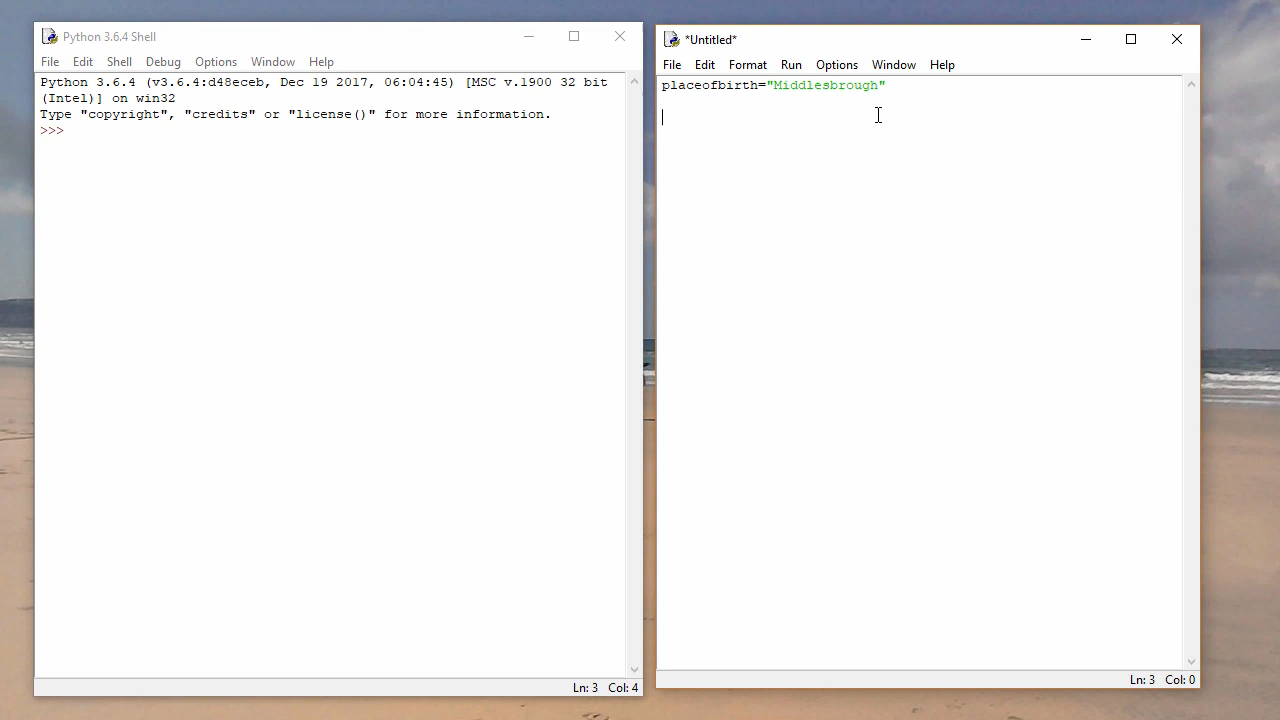 Python 3.6.4 Shell
File Edit Shell Debug Options Window Help
Python 3.6.4 (v3.6.4:d48eceb, Dec 19 2017, 06:04:45) [MSC v.1900 32 bit
(Intel)] on win32
Type "copyright", "credits" or "license()" for more information.
>>>
Ln: 3 Col: 4
*Untitled*
File Edit Format Run Options Window Help
placeofbirth="Middlesbrough"
Ln: 3 Col: 0